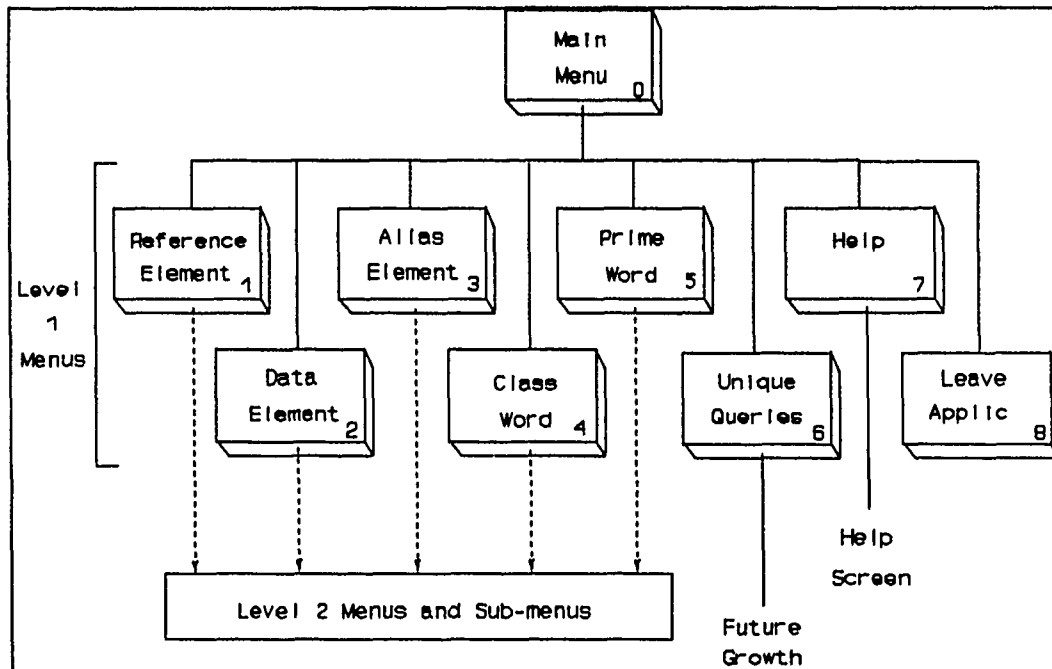 Main
Menu
0
Level
1
Menus
Reference
Element
1
Alias
Element
3
Prime
Word
5
Help
7
Data
Element
2
Class
Word
4
Unique
Queries
6
Leave
Applic
8
Help
Screen
Level 2 Menus and Sub-menus
Future
Growth